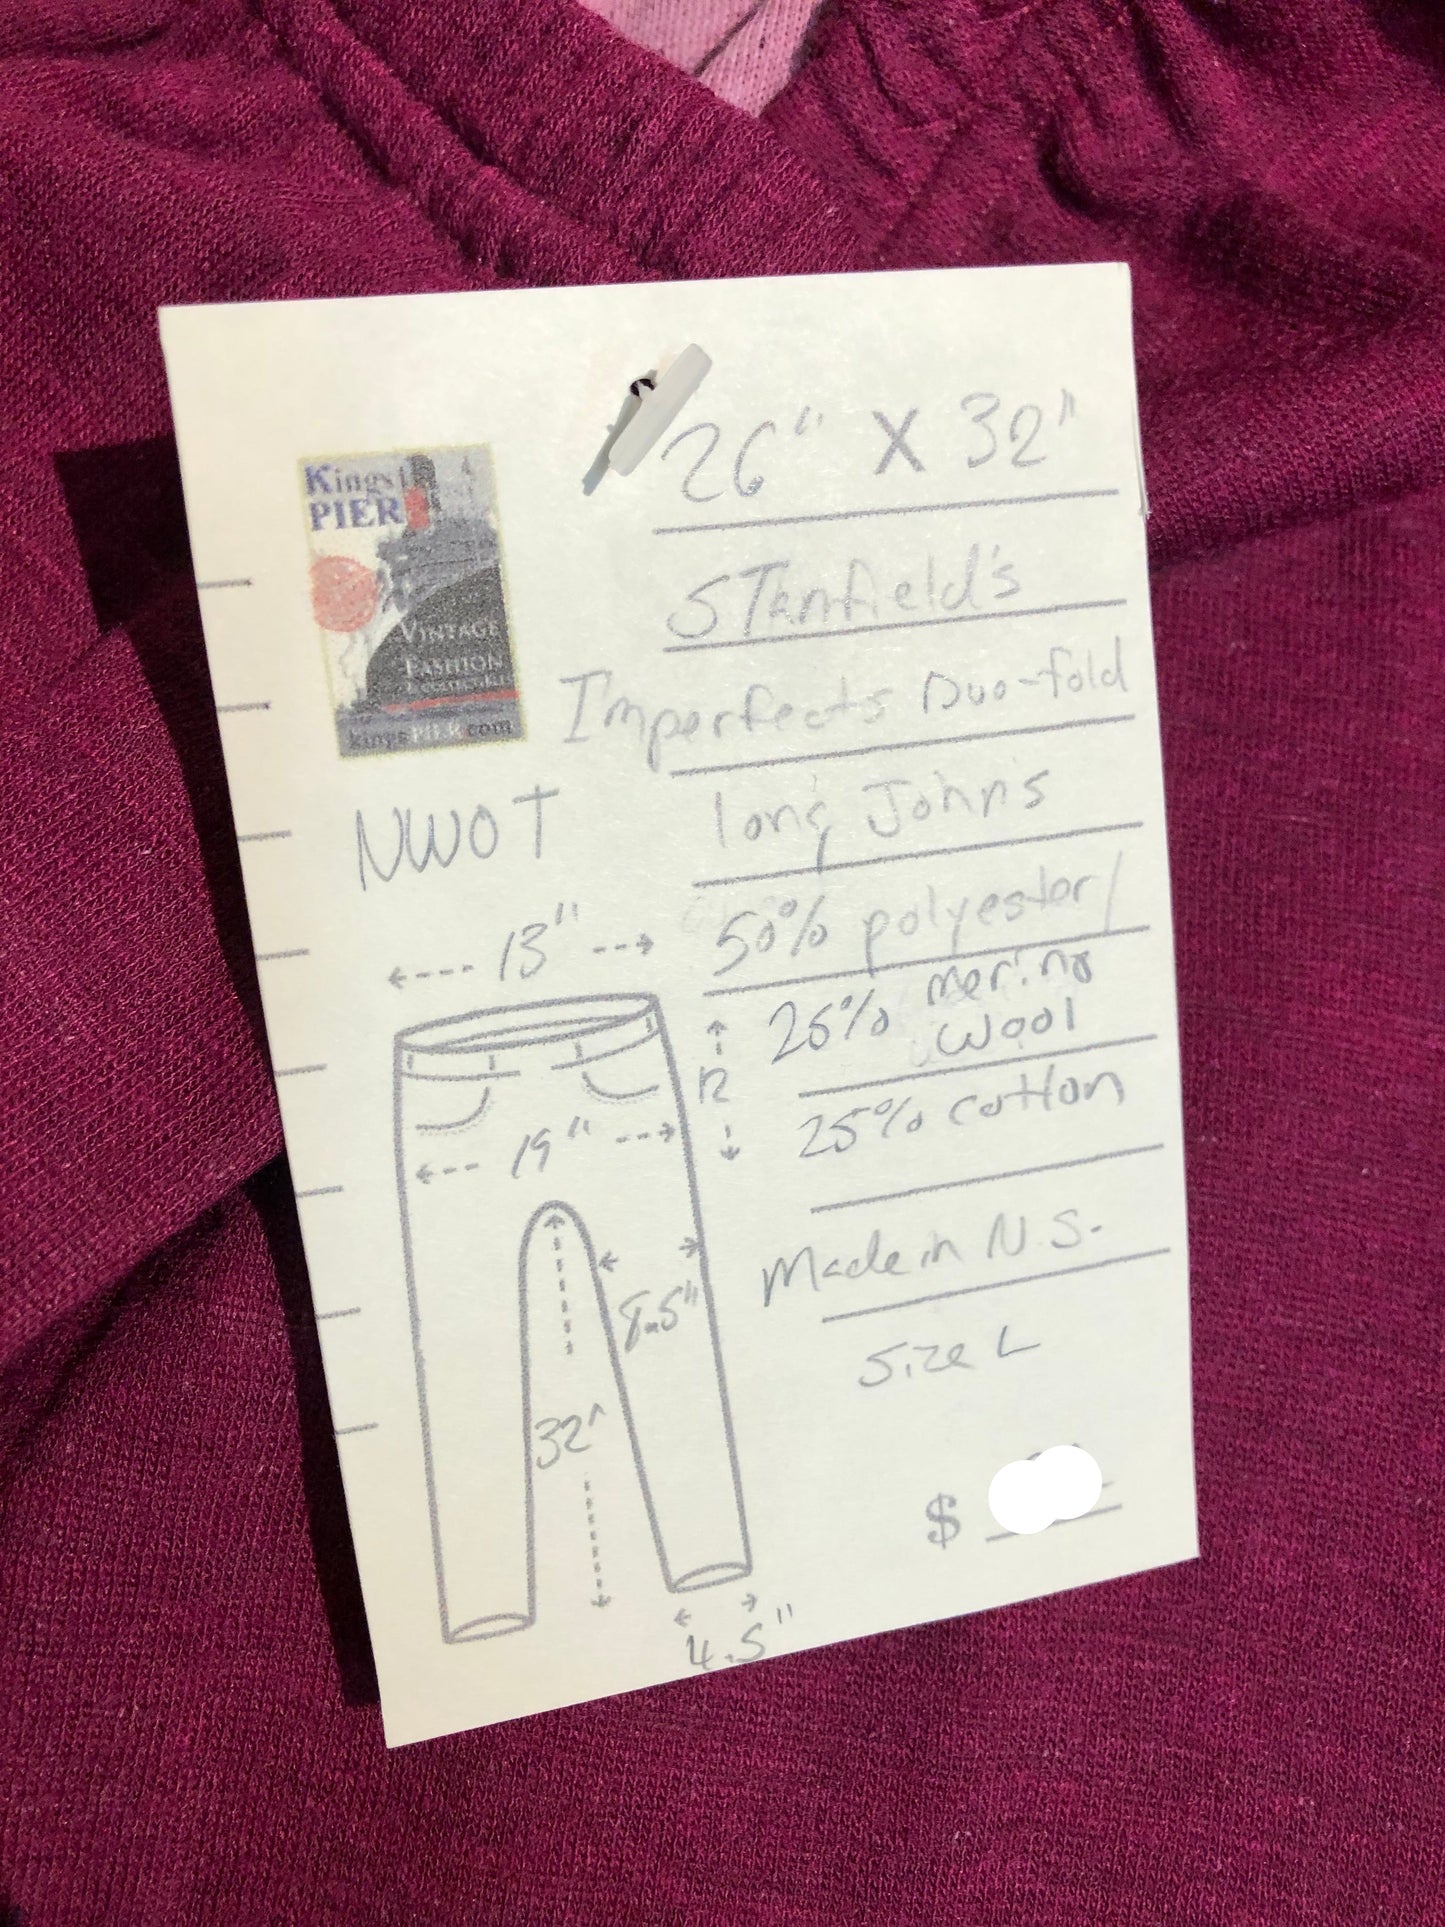 26" X 32"
Kings
PIER
STanfield's
VINTAGE
FASHION
Imperfects Duo-fold
kingsPIER.com
NWOT
long John's
50% polyester/
13"
25% merino
wool
12
25% cotton
19"
Made in N.S.
8.5"
Size L
32"
$
4.5"